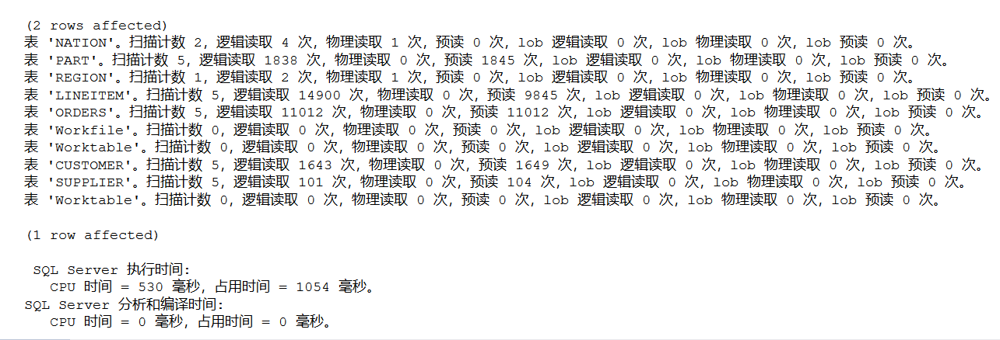 (2 rows affected)
表 'NATION'。扫描计数 2，逻辑读取 4 次，物理读取 1 次，预读 0 次，lob 逻辑读取 0 次，lob 物理读取 0 次，lob 预读 0 次。
表 'PART'。扫描计数 5，逻辑读取 1838 次，物理读取 0 次，预读 1845 次，lob 逻辑读取 0 次，lob 物理读取 0 次，lob 预读 0 次。
表 'REGION'。扫描计数 1，逻辑读取 2 次，物理读取 1 次，预读 0 次，lob 逻辑读取 0 次，lob 物理读取 0 次，lob 预读 0 次。
表 'LINEITEM'。扫描计数 5，逻辑读取 14900 次，物理读取 0 次，预读 9845 次，lob 逻辑读取 0 次，lob 物理读取 0 次，lob 预读 0 次。
表 'ORDERS'。扫描计数 5，逻辑读取 11012 次，物理读取 0 次，预读 11012 次，lob 逻辑读取 0 次，lob 物理读取 0 次，lob 预读 0 次。
表 'Workfile'。扫描计数 0，逻辑读取 0 次，物理读取 0 次，预读 0 次，lob 逻辑读取 0 次，lob 物理读取 0 次，lob 预读 0 次。
表 'Worktable'。扫描计数 0，逻辑读取 0 次，物理读取 0 次，预读 0 次，lob 逻辑读取 0 次，lob 物理读取 0 次，lob 预读 0 次。
表 'CUSTOMER'。扫描计数 5，逻辑读取 1643 次，物理读取 0 次，预读 1649 次，lob 逻辑读取 0 次，lob 物理读取 0 次，lob 预读 0 次。
表 'SUPPLIER'。扫描计数 5，逻辑读取 101 次，物理读取 0 次，预读 104 次，lob 逻辑读取 0 次，lob 物理读取 0 次，lob 预读 0 次。
表 'Worktable'。扫描计数 0，逻辑读取 0 次，物理读取 0 次，预读 0 次，lob 逻辑读取 0 次，lob 物理读取 0 次，lob 预读 0 次。
(1 row affected)
SQL Server 执行时间:
CPU 时间 = 530 毫秒，占用时间 = 1054 毫秒。
SQL Server 分析和编译时间:
CPU 时间 = 0 毫秒，占用时间 = 0 毫秒。